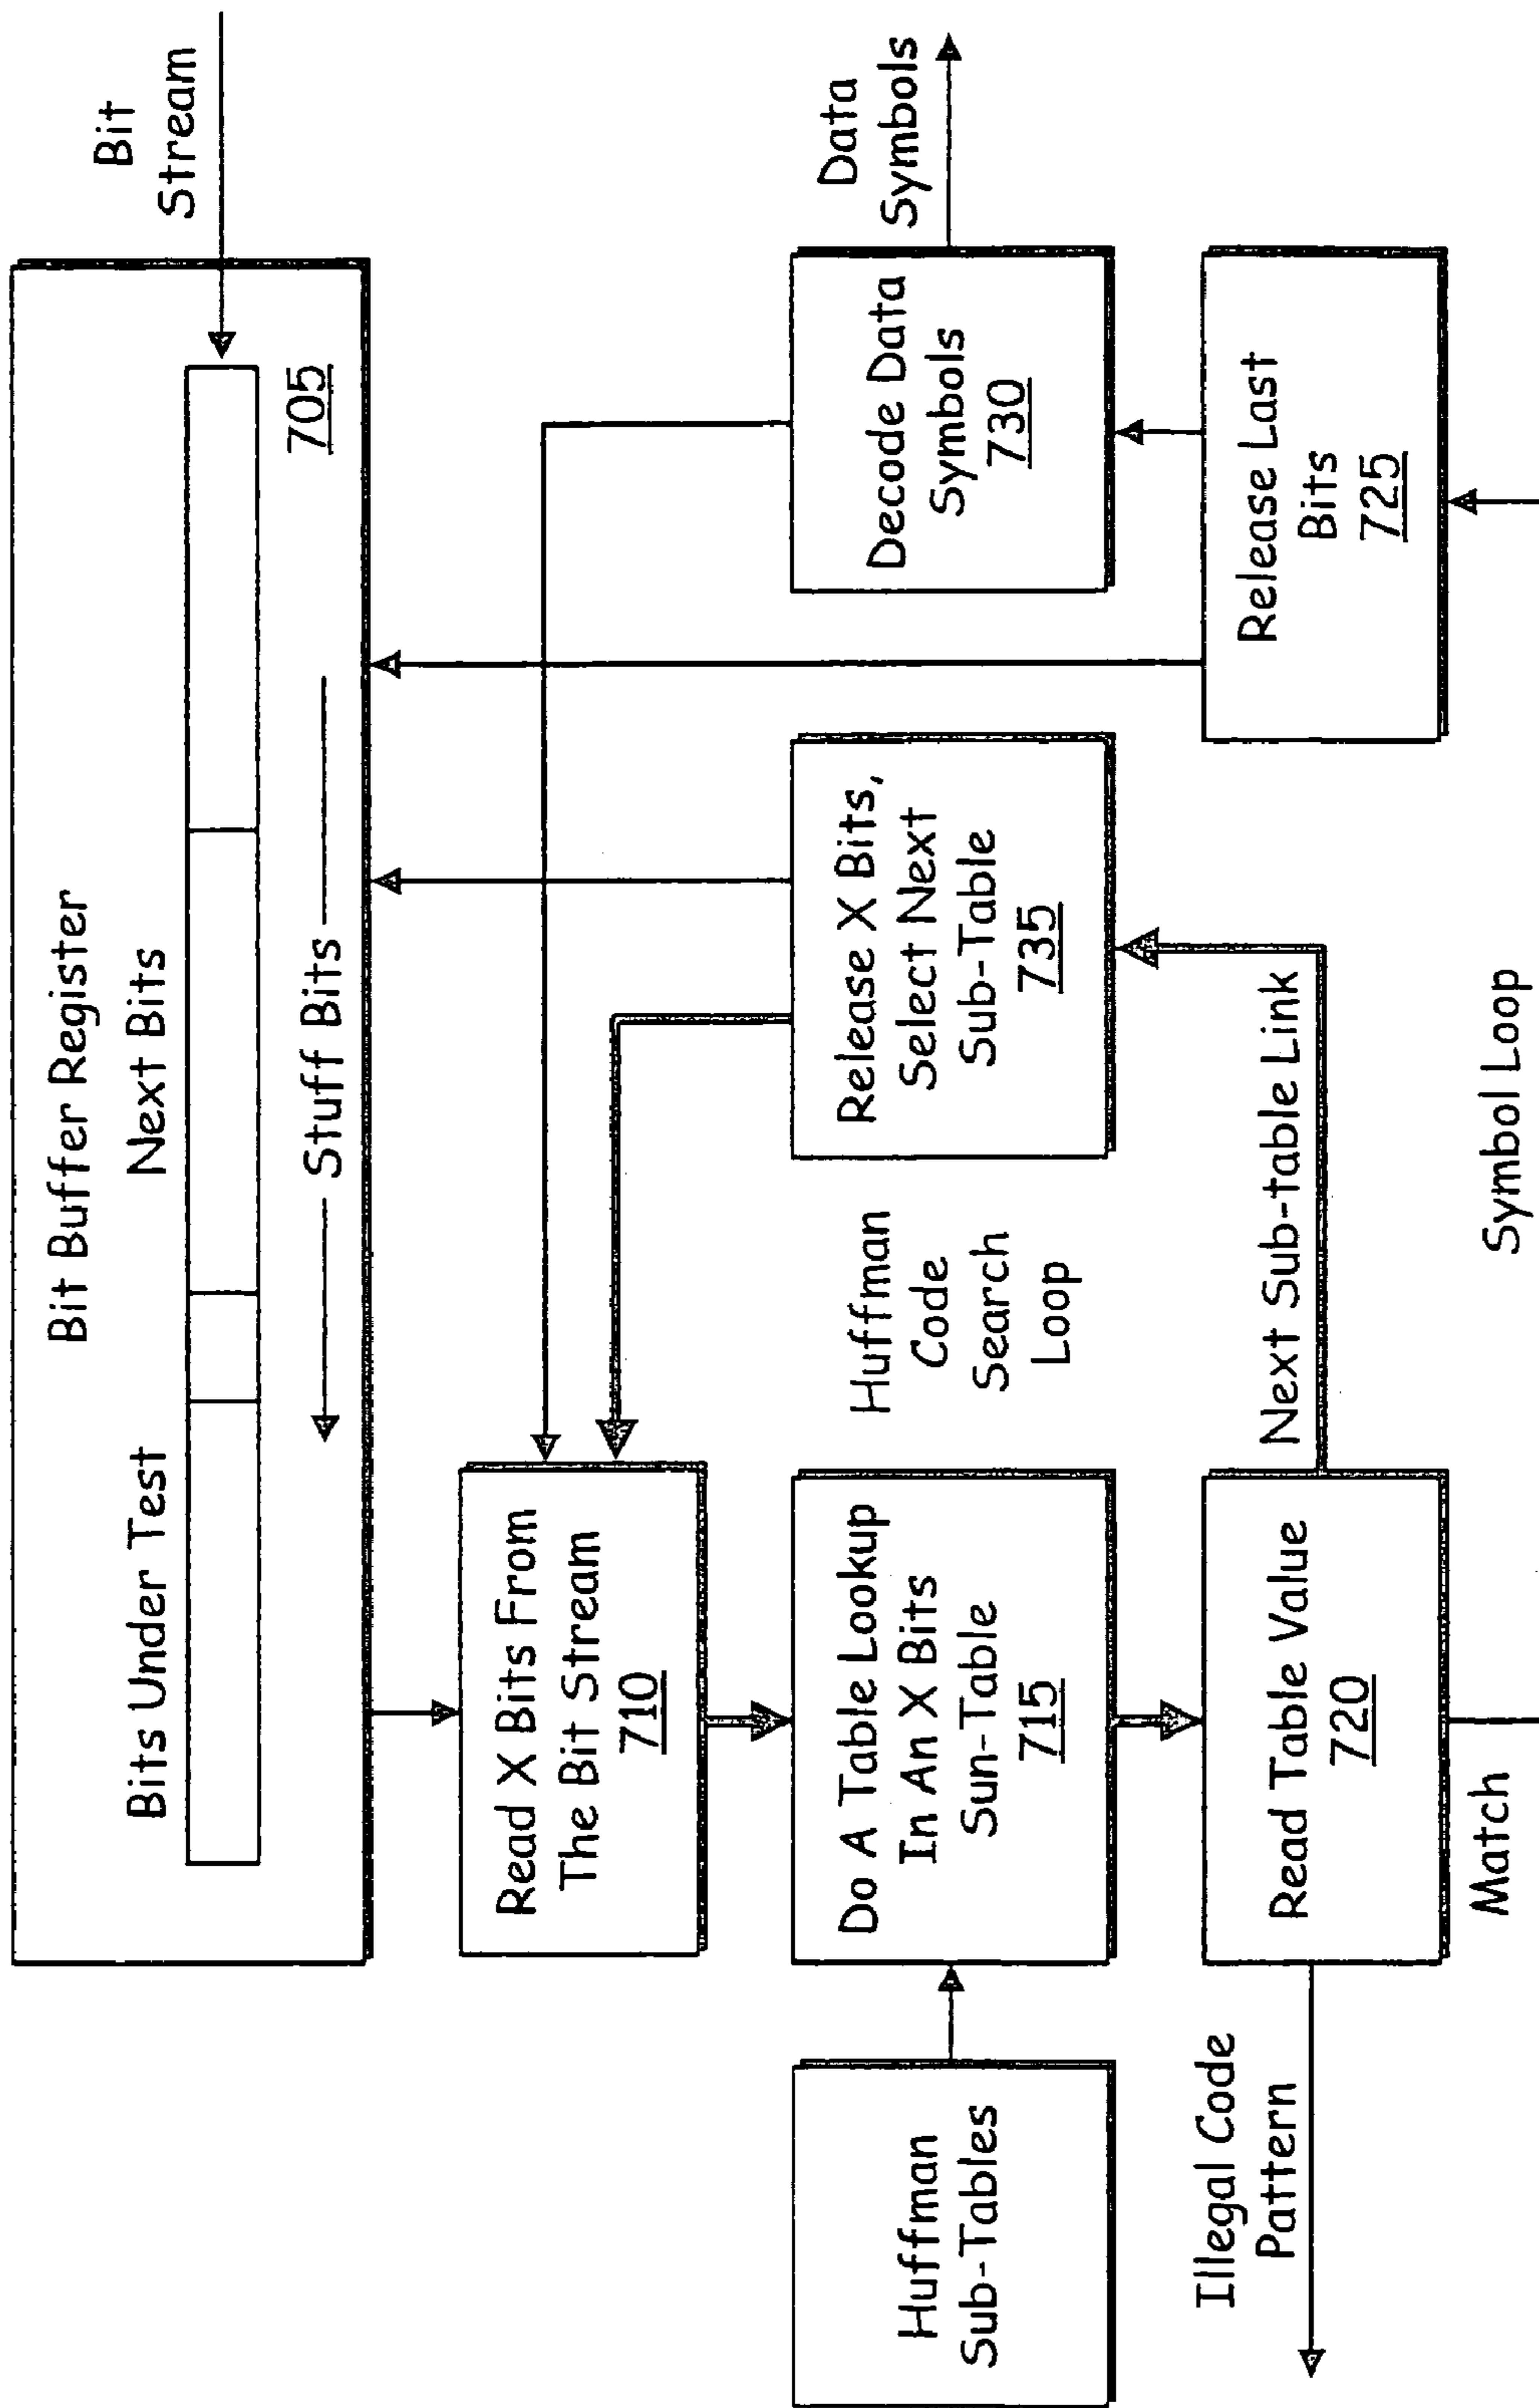 Bit Buffer Register
Bits Under Test
Next Bits
Bit
Stream
Stuff Bits
705
Read X Bits From
The Bit Stream
710
Huffman
Sub-Tables
Do A Table Lookup
In An X Bits
Sun-Table
715
Huffman
Code
Search
Loop
Release X Bits,
Select Next
Sub-Table
735
Decode Data
Symbols
730
Data
Symbols
Illegal Code
Pattern
Read Table Value
720
Next Sub-table Link
Release Last
Bits
725
Match
Symbol Loop